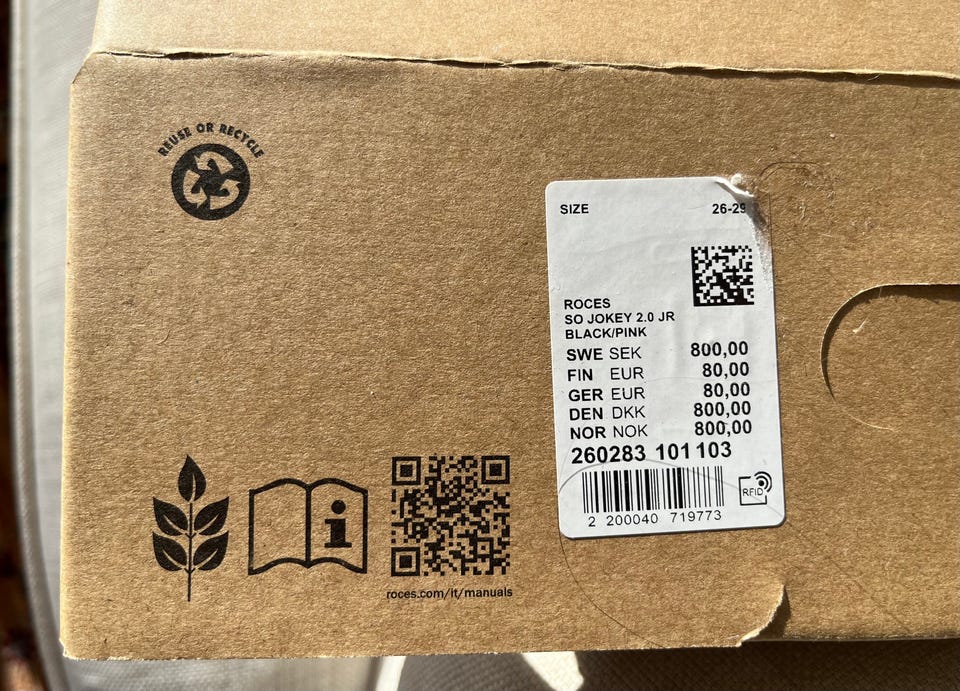 REUSE OR RECYCLE
SIZE 26-29
ROCES
SO JOKEY 2.0 JR
BLACK/PINK
SWE SEK 800,00
FIN EUR 80,00
GER EUR 80,00
DEN DKK 800,00
NOR NOK 800,00
260283 101 103
RFID
2 200040 719773
roces.com/it/manuals